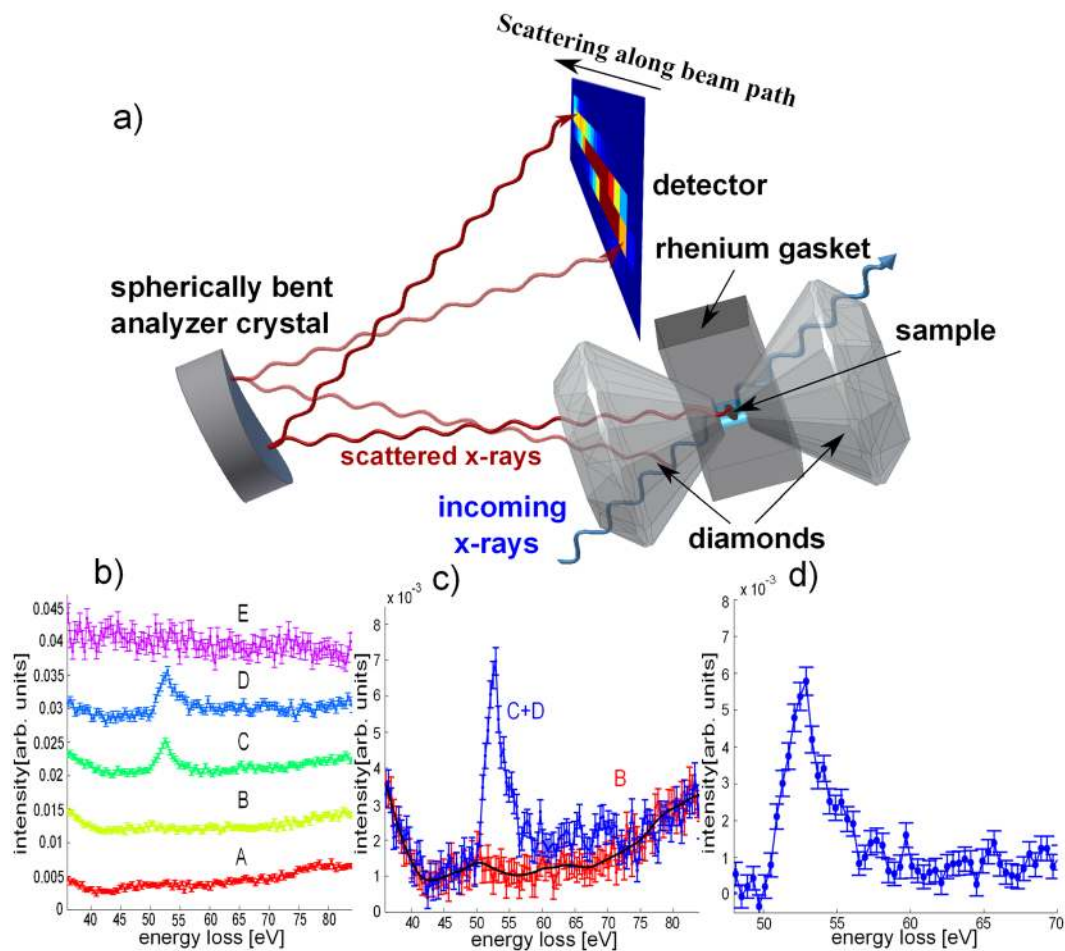 Scattering along beam path
a)
detector
rhenium gasket
spherically bent
analyzer crystal
sample
scattered x-rays
incoming
x-rays
diamonds
b)
c)
d)
x 10⁻³
x 10⁻³
intensity[arb. units]
0.045
0.04
0.035
0.03
0.025
0.02
0.015
0.01
0.005
0
E
D
C
B
A
40 45 50 55 60 65 70 75 80
energy loss [eV]
intensity[arb. units]
8
7
6
5
4
3
2
1
0
C+D
B
40 45 50 55 60 65 70 75 80
energy loss [eV]
intensity[arb. units]
8
7
6
5
4
3
2
1
0
50 55 60 65 70
energy loss [eV]